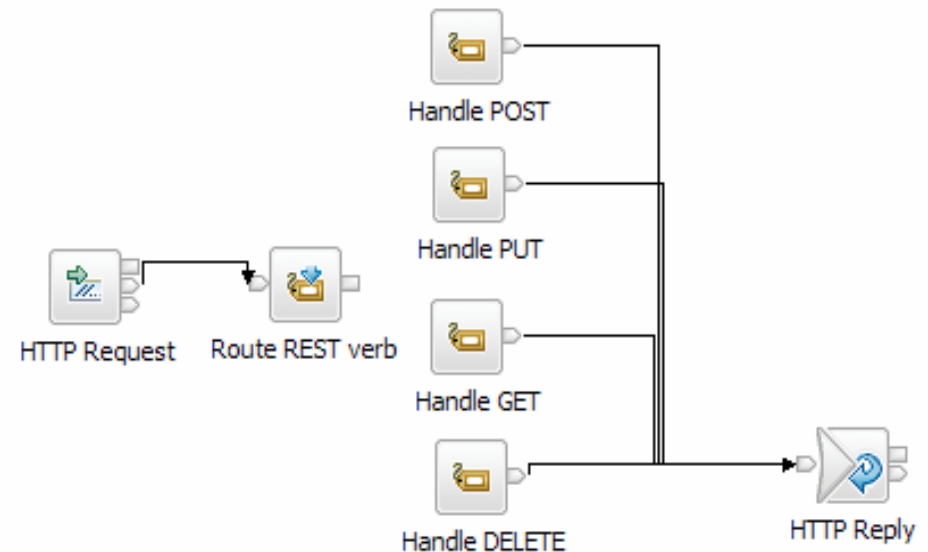 Handle POST
Handle PUT
HTTP Request
Route REST verb
Handle GET
Handle DELETE
HTTP Reply